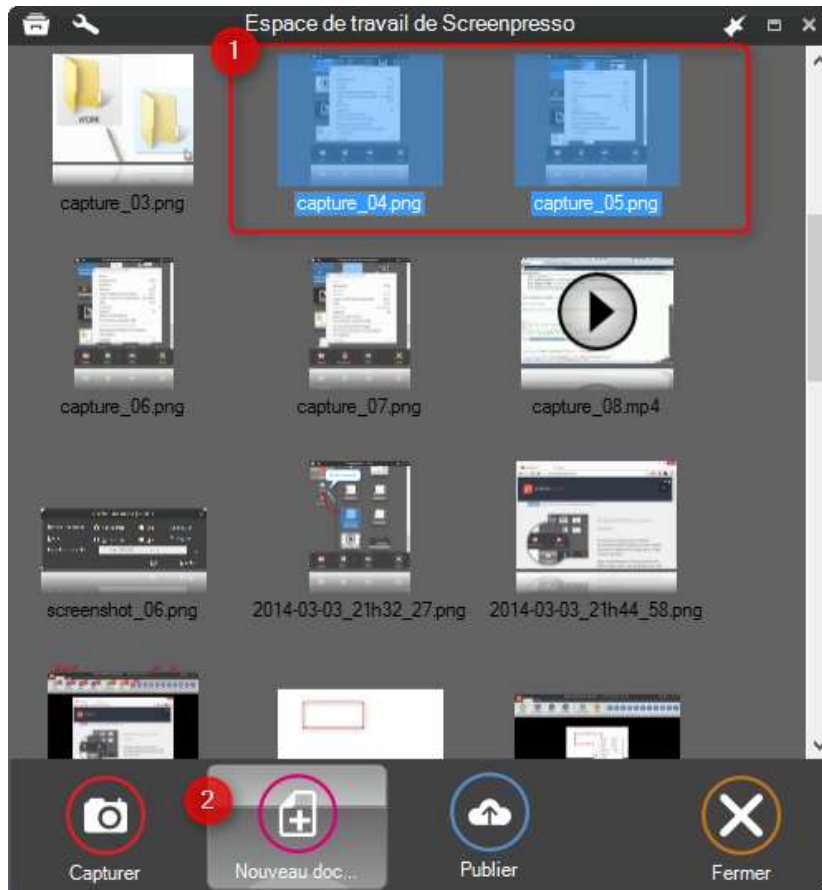 Espace de travail de Screenpresso
1
WORK
capture_03.png
capture_04.png
capture_05.png
capture_06.png
capture_07.png
capture_08.mp4
screenshot_06.png
2014-03-03_21h32_27.png
2014-03-03_21h44_58.png
2
Capturer
Nouveau doc...
Publier
Fermer